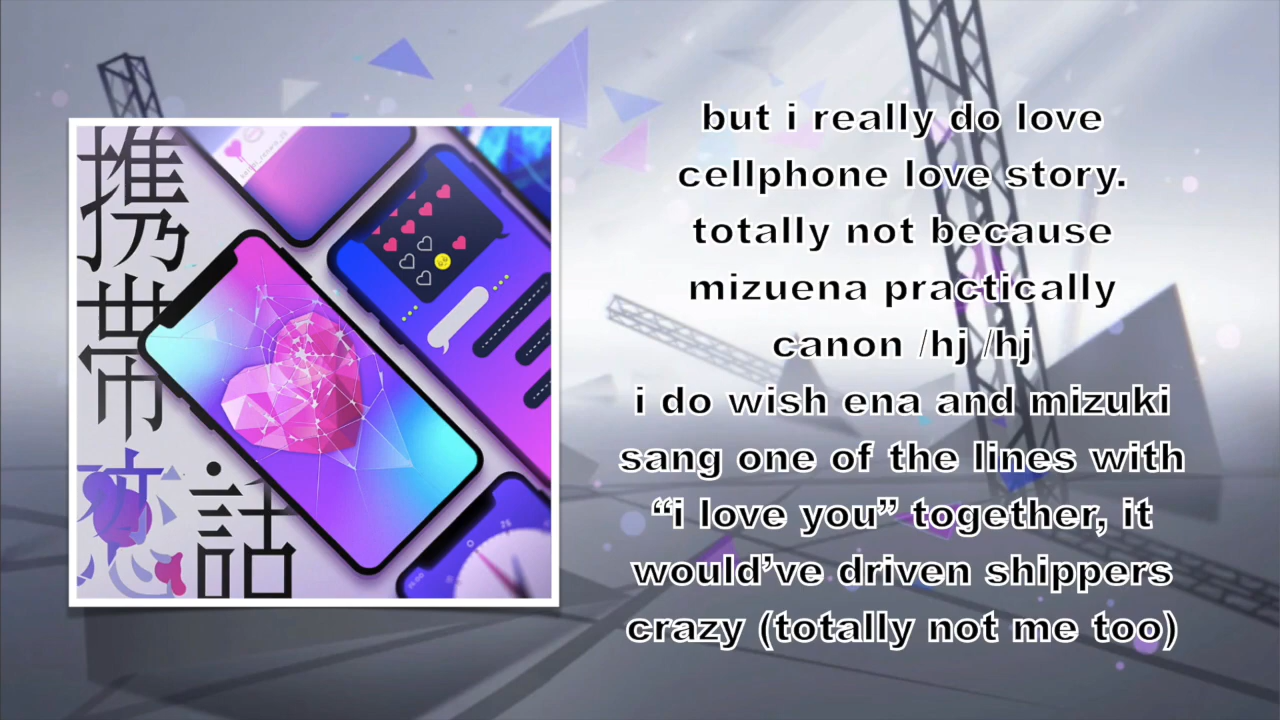 携帯恋話
but i really do love
cellphone love story.
totally not because
mizuena practically
canon /hj /hj
i do wish ena and mizuki
sang one of the lines with
“i love you” together, it
would’ve driven shippers
crazy (totally not me too)